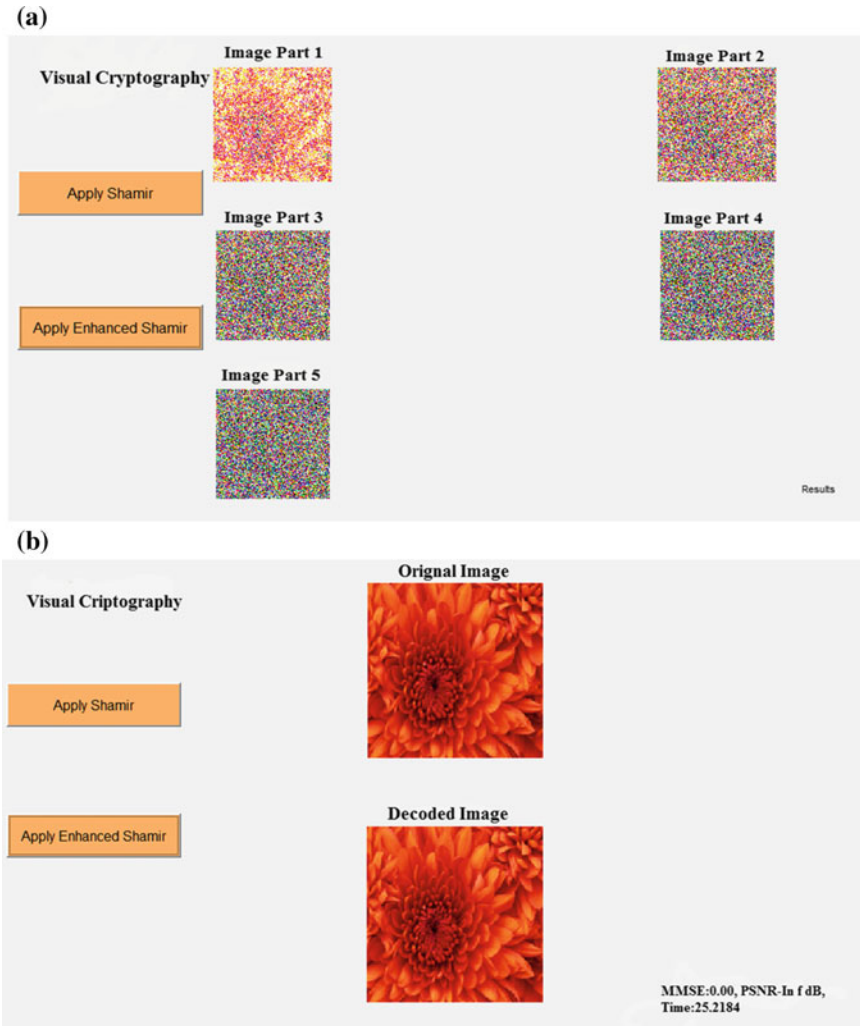 (a)
Image Part 1
Image Part 2
Visual Cryptography
Apply Shamir
Image Part 3
Image Part 4
Apply Enhanced Shamir
Image Part 5
Results
(b)
Orignal Image
Visual Criptography
Apply Shamir
Decoded Image
Apply Enhanced Shamir
MMSE:0.00, PSNR-In f dB,
Time:25.2184